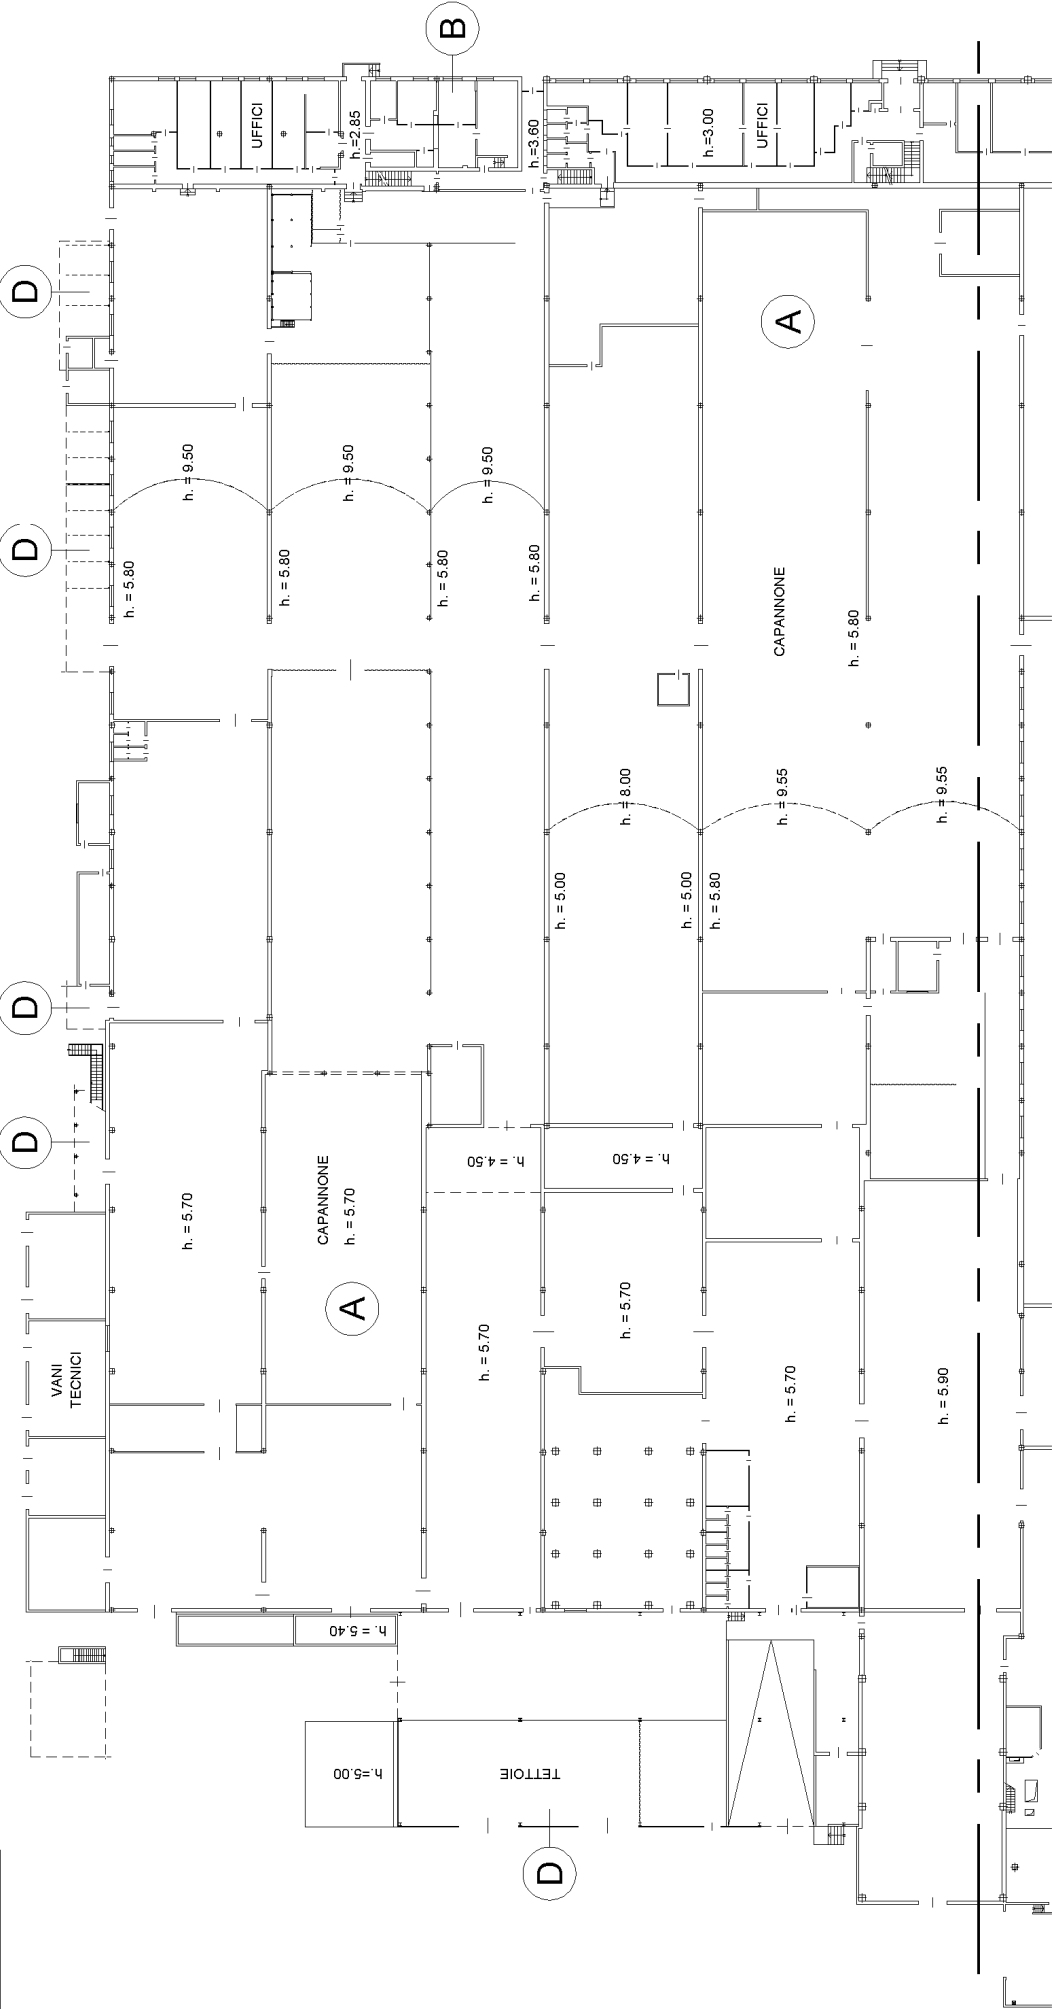 B
D
UFFICI
h.=2.85
h.=3.60
h.=3.00
UFFICI
A
h. = 9.50
h. = 9.50
h. = 9.50
D
h. = 5.80
h. = 5.80
h. = 5.80
h. = 5.80
CAPANNONE
h. = 5.80
h. = 8.00
h. = 9.55
h. = 9.55
h. = 5.00
h. = 5.00
h. = 5.80
D
D
h. = 4.50
h. = 4.50
h. = 5.70
CAPANNONE
h. = 5.70
A
h. = 5.70
h. = 5.70
VANI
TECNICI
h. = 5.70
h. = 5.90
h. = 5.40
h.=5.00
TETTOIE
D